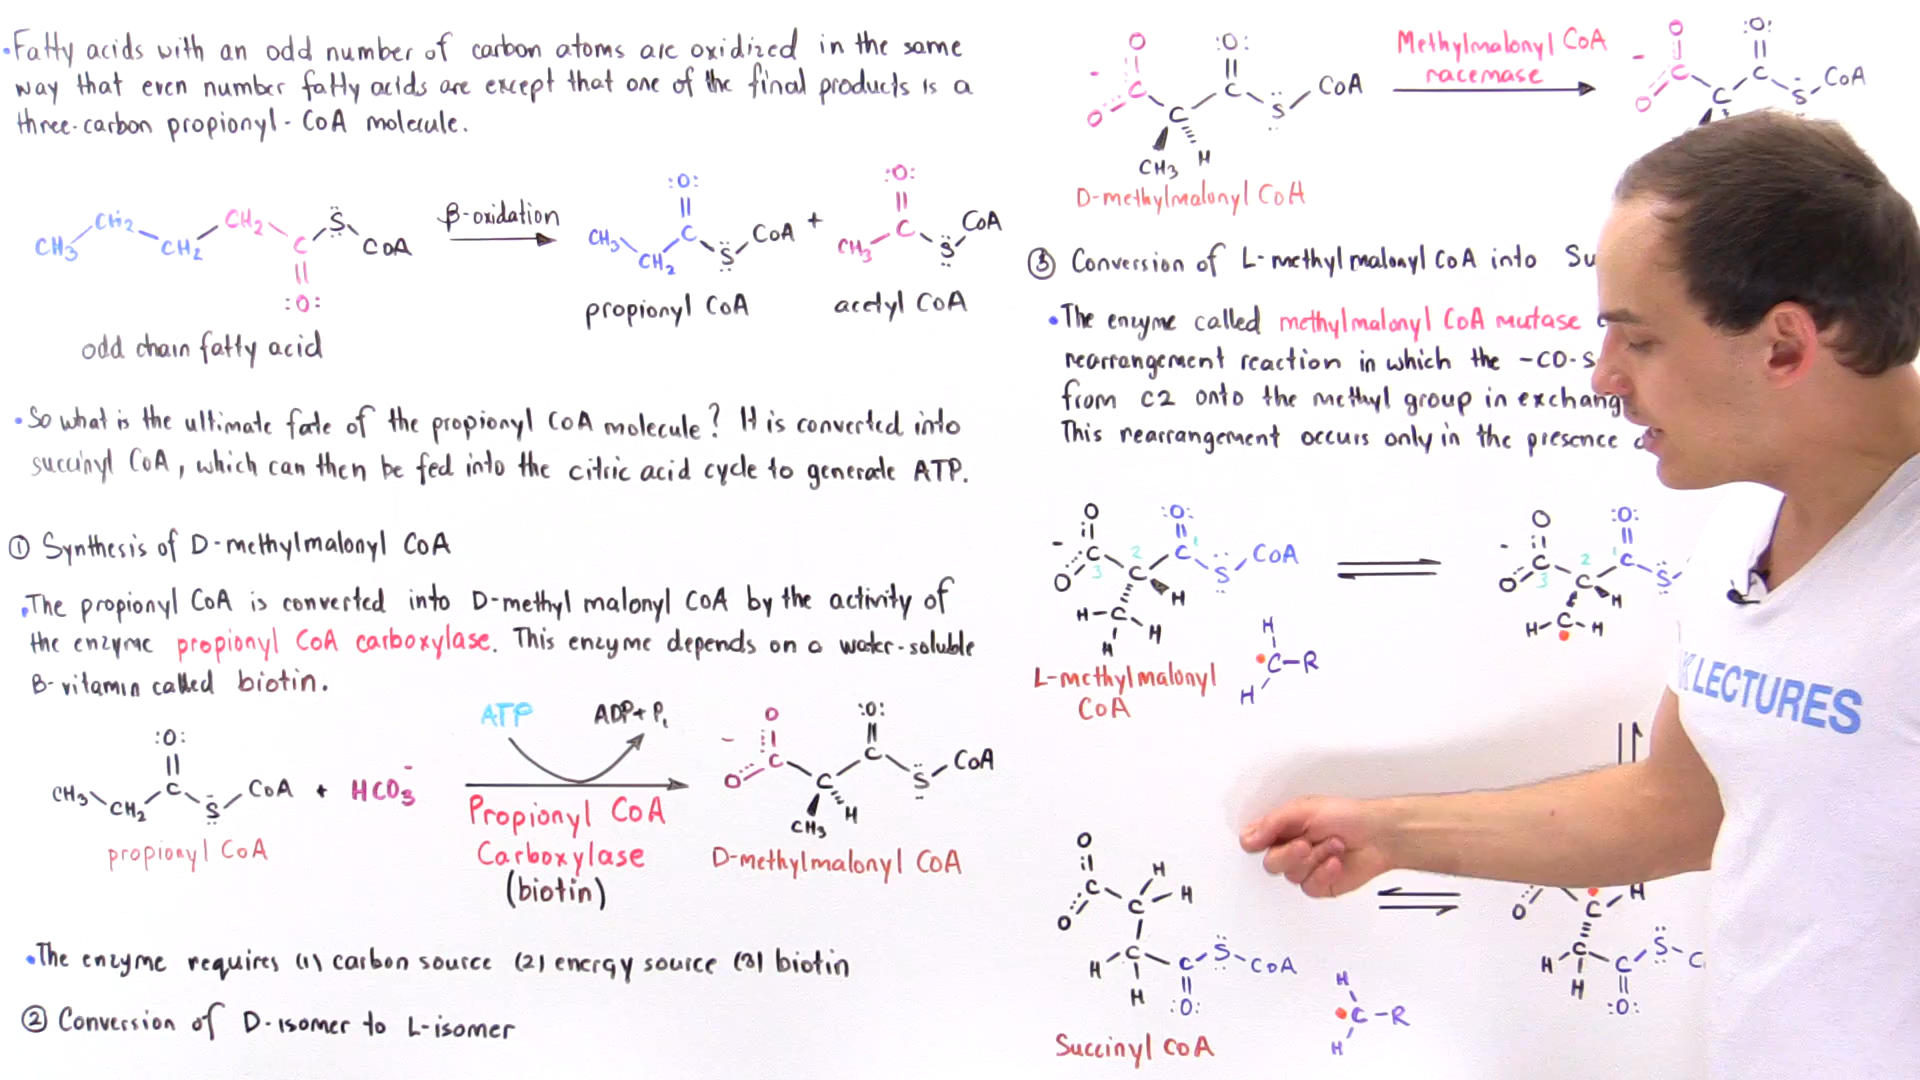 •Fatty acids with an odd number of carbon atoms are oxidized in the same
way that even number fatty acids are except that one of the final products is a
three-carbon propionyl-CoA molecule.
CH3 CH2 CH2 CH2 C :O: S CoA
β-oxidation
CH3 CH2 C :O: S CoA + CH3 C :O: S CoA
propionyl CoA
acetyl CoA
odd chain fatty acid
•So what is the ultimate fate of the propionyl CoA molecule? It is converted into
succinyl CoA, which can then be fed into the citric acid cycle to generate ATP.
① Synthesis of D-methylmalonyl CoA
•The propionyl CoA is converted into D-methyl malonyl CoA by the activity of
the enzyme propionyl CoA carboxylase. This enzyme depends on a water-soluble
B-vitamin called biotin.
ATP ADP+Pi
:O: CH3 CH2 C S CoA + HCO3-
propionyl CoA
Propionyl CoA
Carboxylase
(biotin)
- O O C C :O: C S CoA CH3 H
D-methylmalonyl CoA
•The enzyme requires (1) carbon source (2) energy source (3) biotin
② Conversion of D-isomer to L-isomer
- O O C C :O: C S CoA CH3 H
D-methylmalonyl CoA
Methylmalonyl CoA
racemase
- O O C C :O: C S CoA
③ Conversion of L-methylmalonyl CoA into Su
•The enzyme called methylmalonyl CoA mutase
rearrangement reaction in which the -CO-S
from C2 onto the methyl group in exchang
This rearrangement occurs only in the presence
- O O C 3 2 C :O: C 1 S CoA H H-C-H H
L-methylmalonyl
CoA
H C-R H
- O O C 3 2 C :O: C 1 S H H-C-H
O O C C H H H C H C :O: S CoA
Succinyl CoA
H C-R H
O C H H C H C :O: S-C
K LECTURES